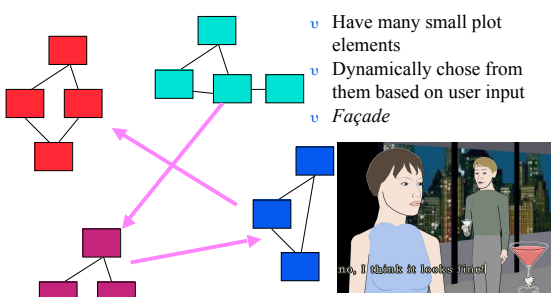 υ Have many small plot
elements
υ Dynamically chose from
them based on user input
υ Façade
no, I think it looks fine!